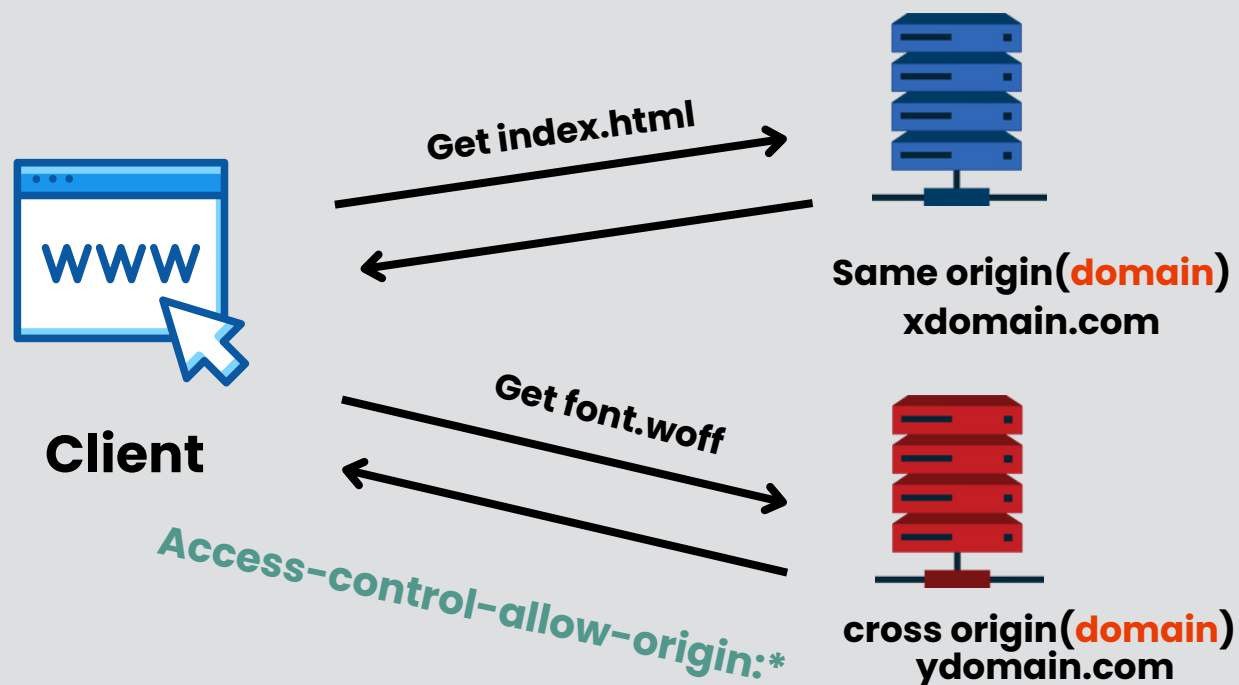 Get index.html
WWW
Same origin(domain)
xdomain.com
Get font.woff
Client
Access-control-allow-origin:*
cross origin(domain)
ydomain.com